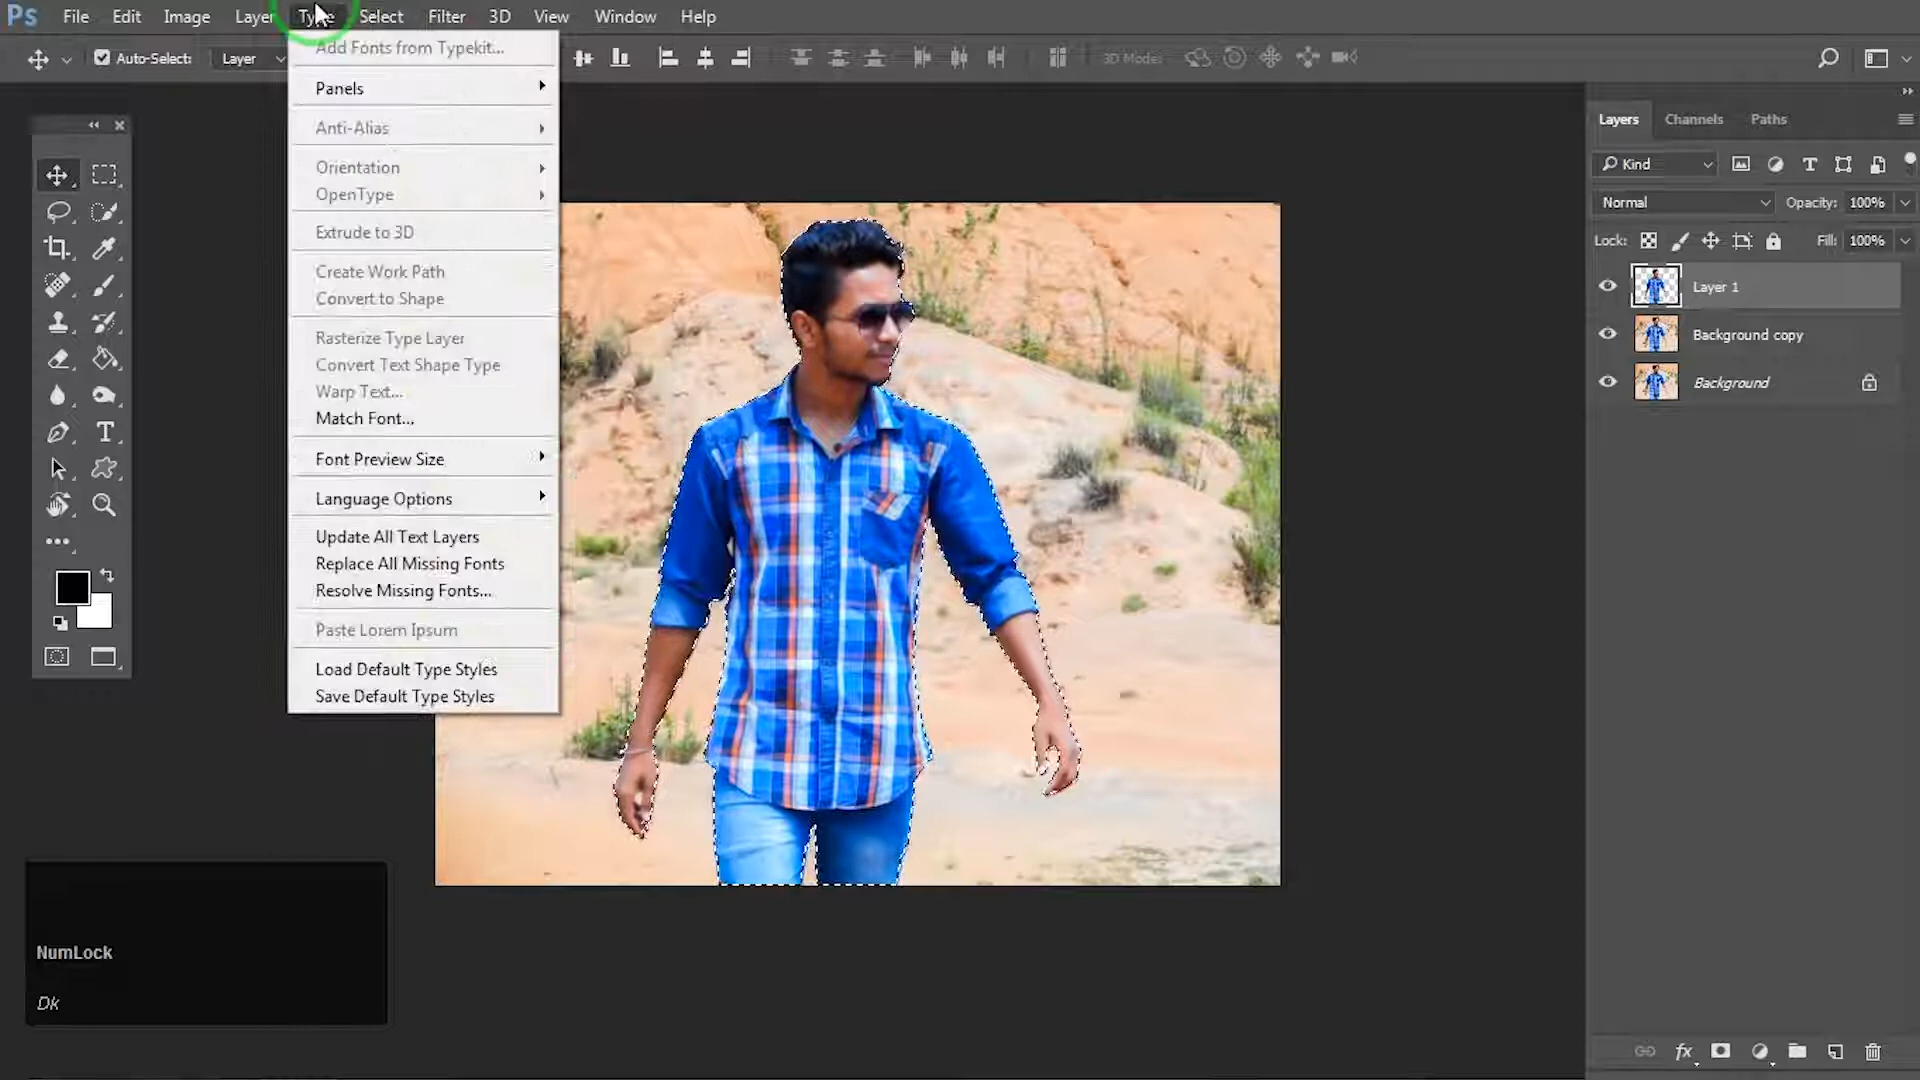 Ps File Edit Image Layer Type Select Filter 3D View Window Help
Auto-Select: Layer 3D Mode:
Add Fonts from Typekit...
Panels
Anti-Alias
Orientation
OpenType
Extrude to 3D
Create Work Path
Convert to Shape
Rasterize Type Layer
Convert Text Shape Type
Warp Text...
Match Font...
Font Preview Size
Language Options
Update All Text Layers
Replace All Missing Fonts
Resolve Missing Fonts...
Paste Lorem Ipsum
Load Default Type Styles
Save Default Type Styles
Layers Channels Paths
Kind
Normal Opacity: 100%
Lock: Fill: 100%
Layer 1
Background copy
Background
NumLock
Dk